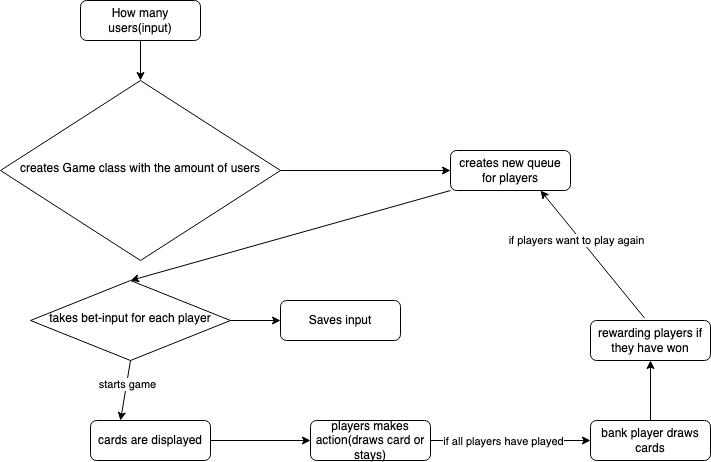 How many
users(input)
creates Game class with the amount of users
creates new queue
for players
if players want to play again
takes bet-input for each player
Saves input
rewarding players if
they have won
starts game
cards are displayed
players makes
action(draws card or
stays)
if all players have played
bank player draws
cards